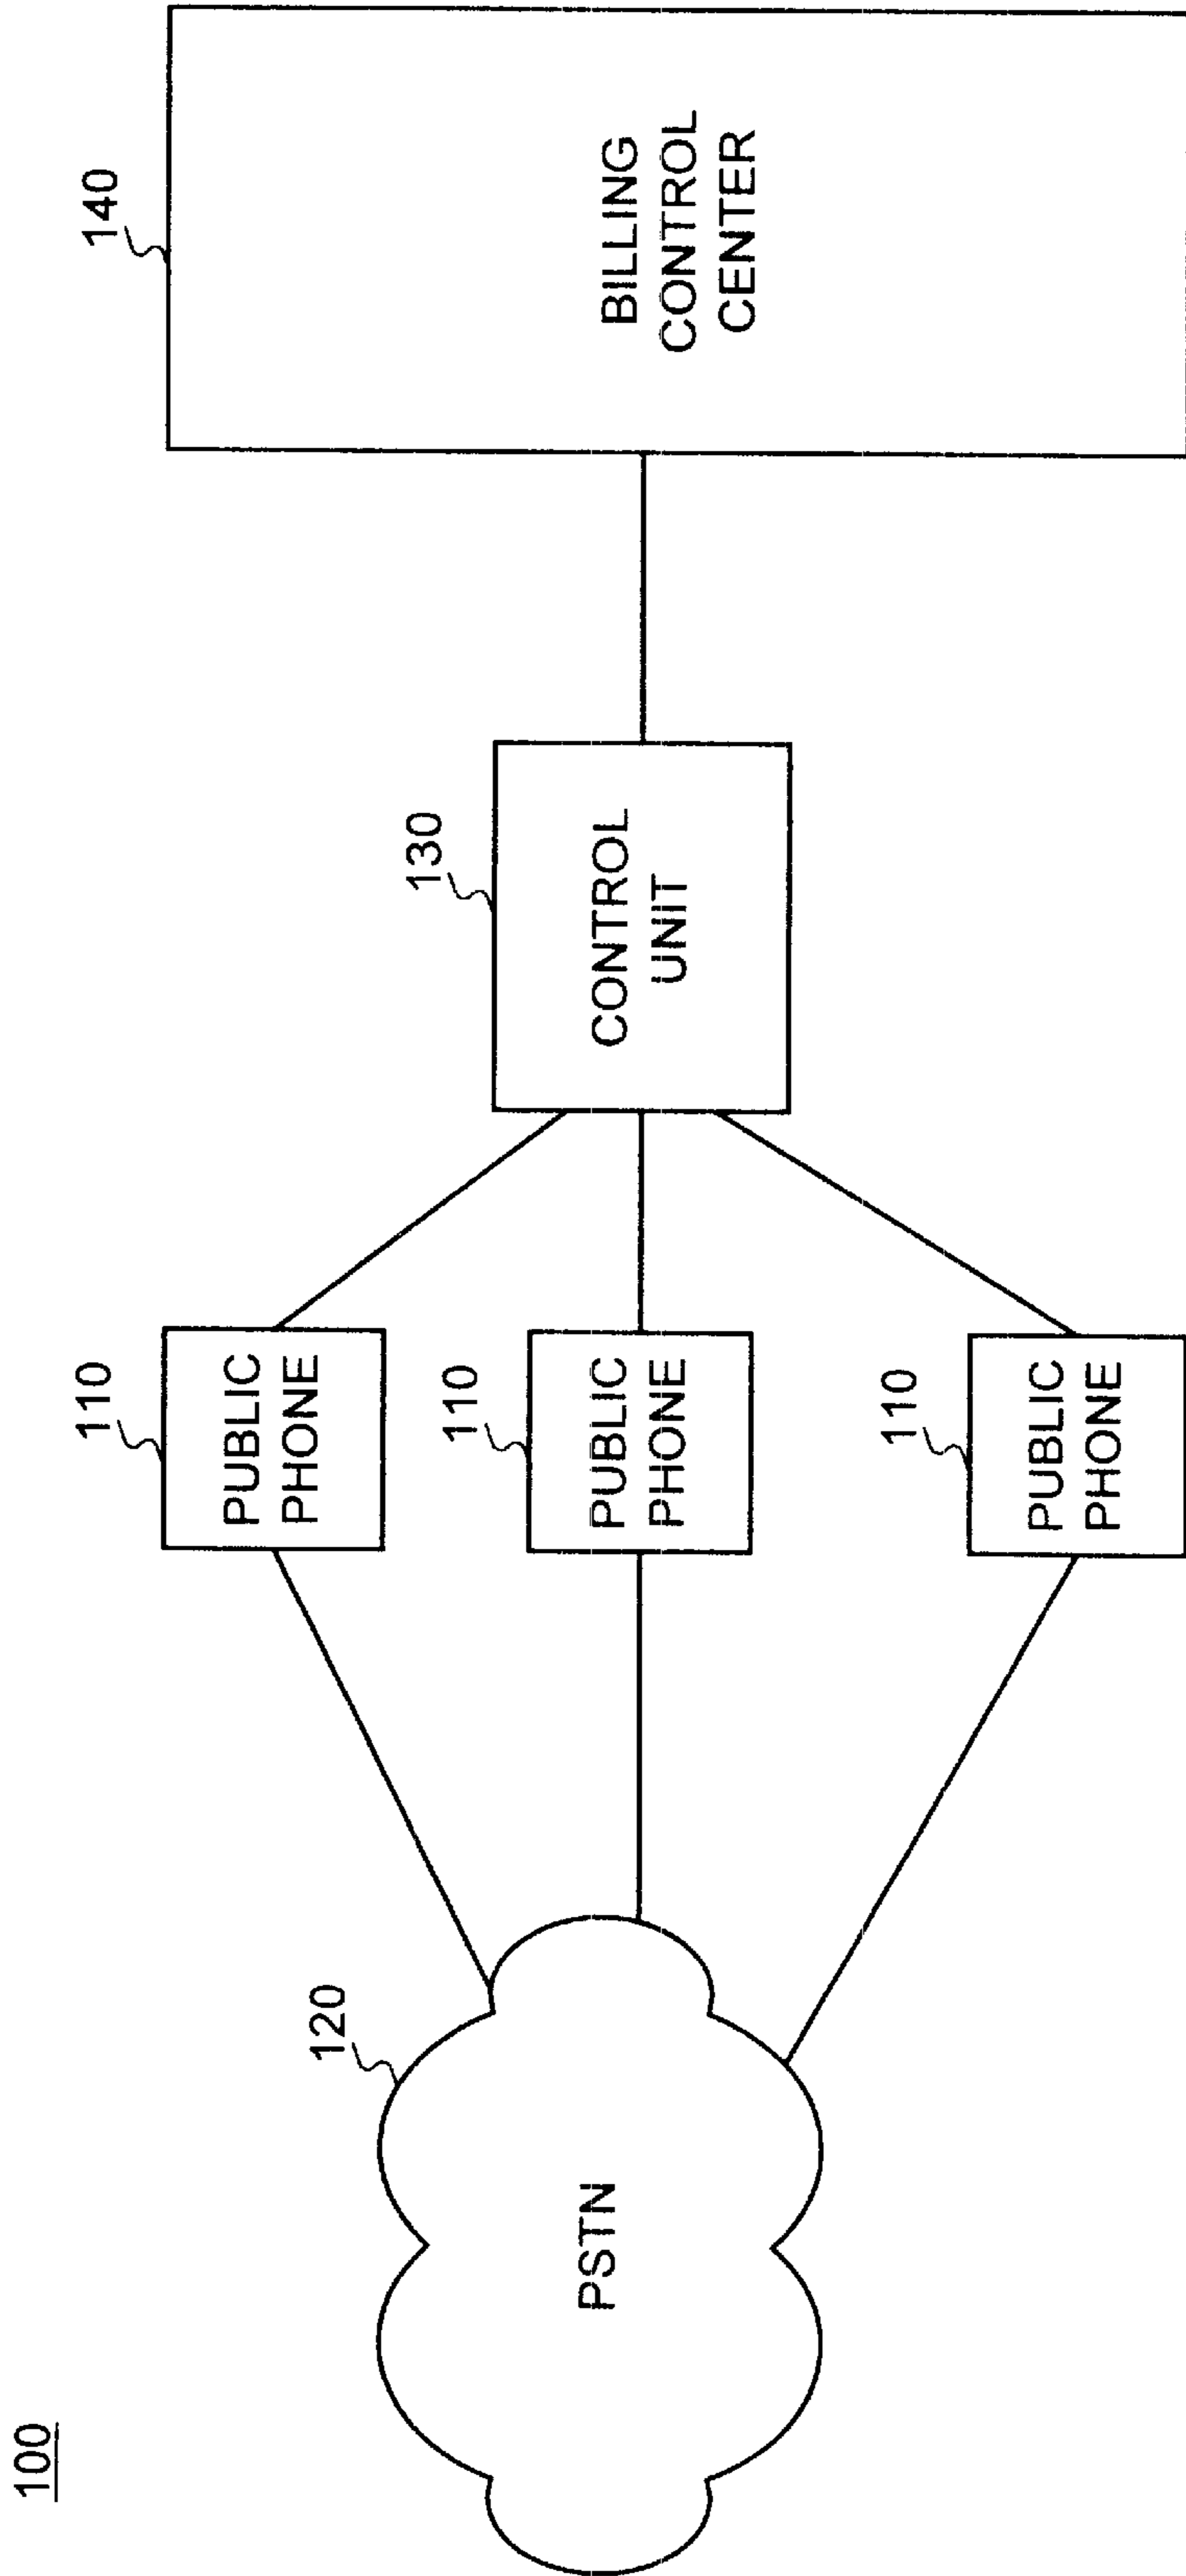 100
120
PSTN
110
PUBLIC
PHONE
110
PUBLIC
PHONE
110
PUBLIC
PHONE
130
CONTROL
UNIT
140
BILLING
CONTROL
CENTER